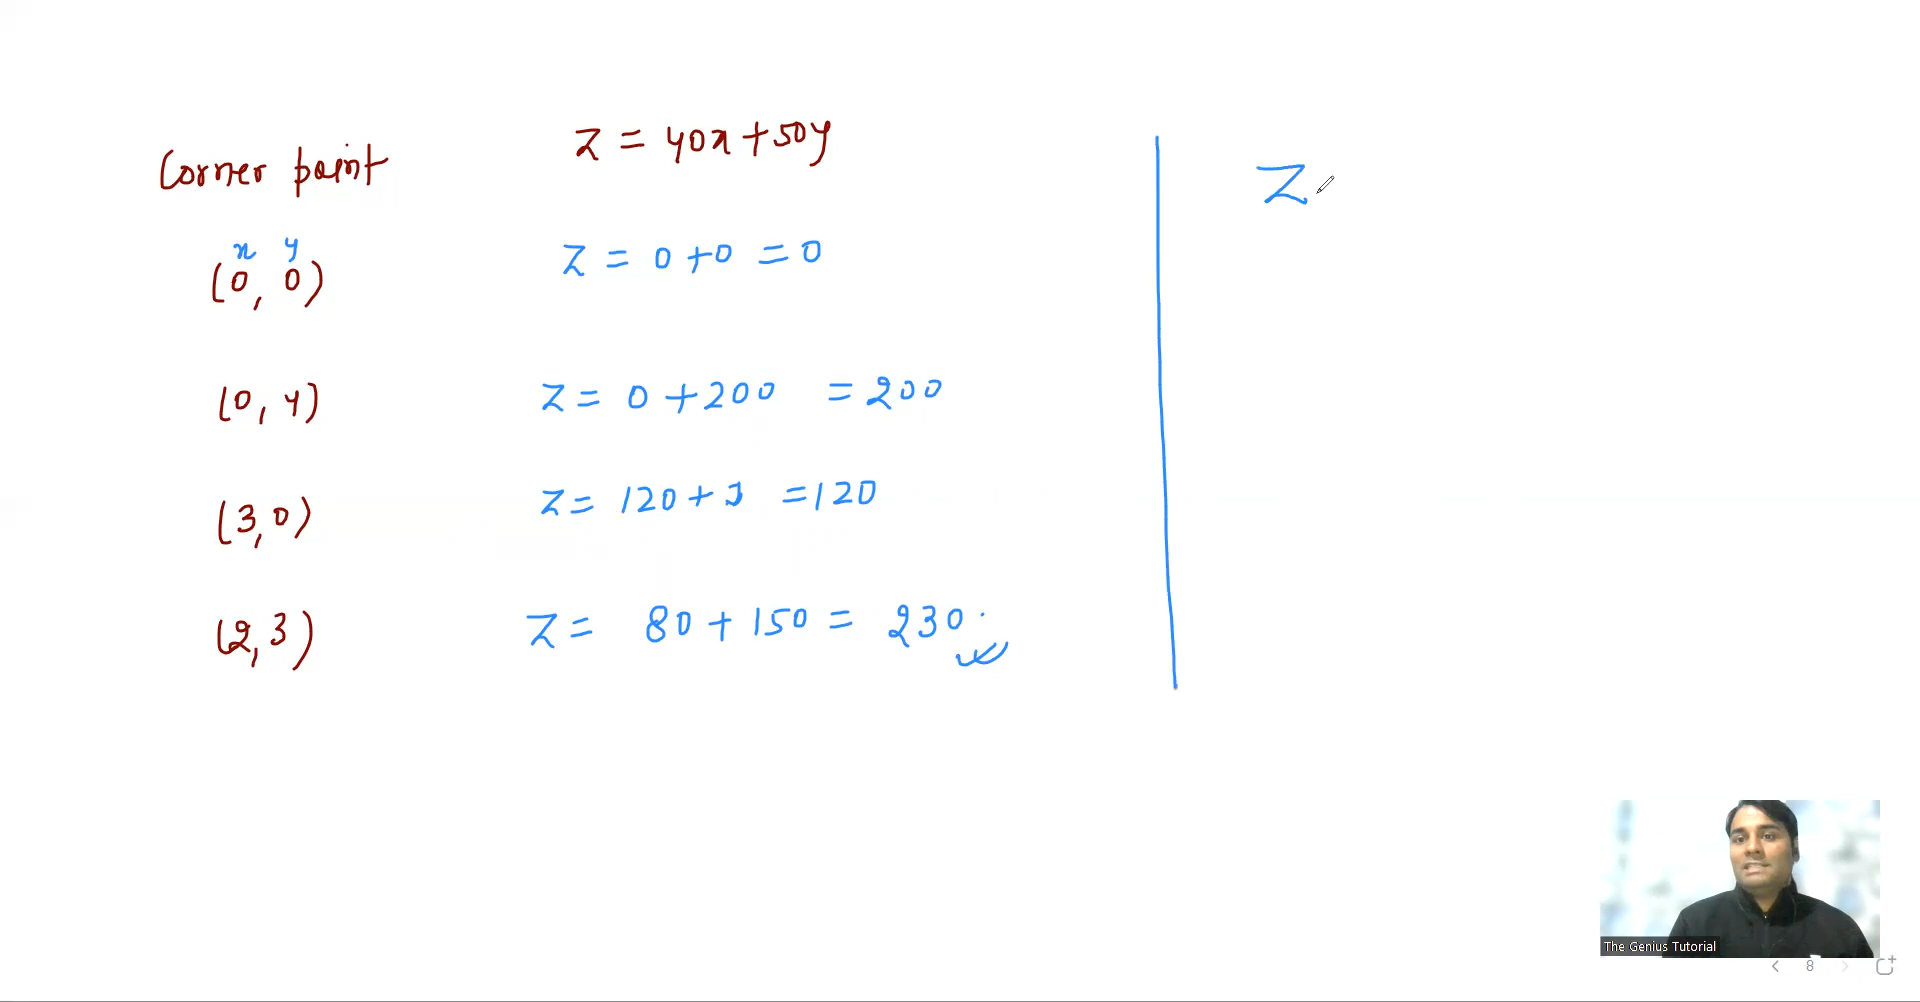 Corner point
Z = 40x+50y
x y
(0, 0)
Z = 0+0 = 0
(0, 4)
Z = 0+200 = 200
(3,0)
Z = 120+0 =120
(2,3)
Z = 80+150= 230.
Z
The Genius Tutorial
8